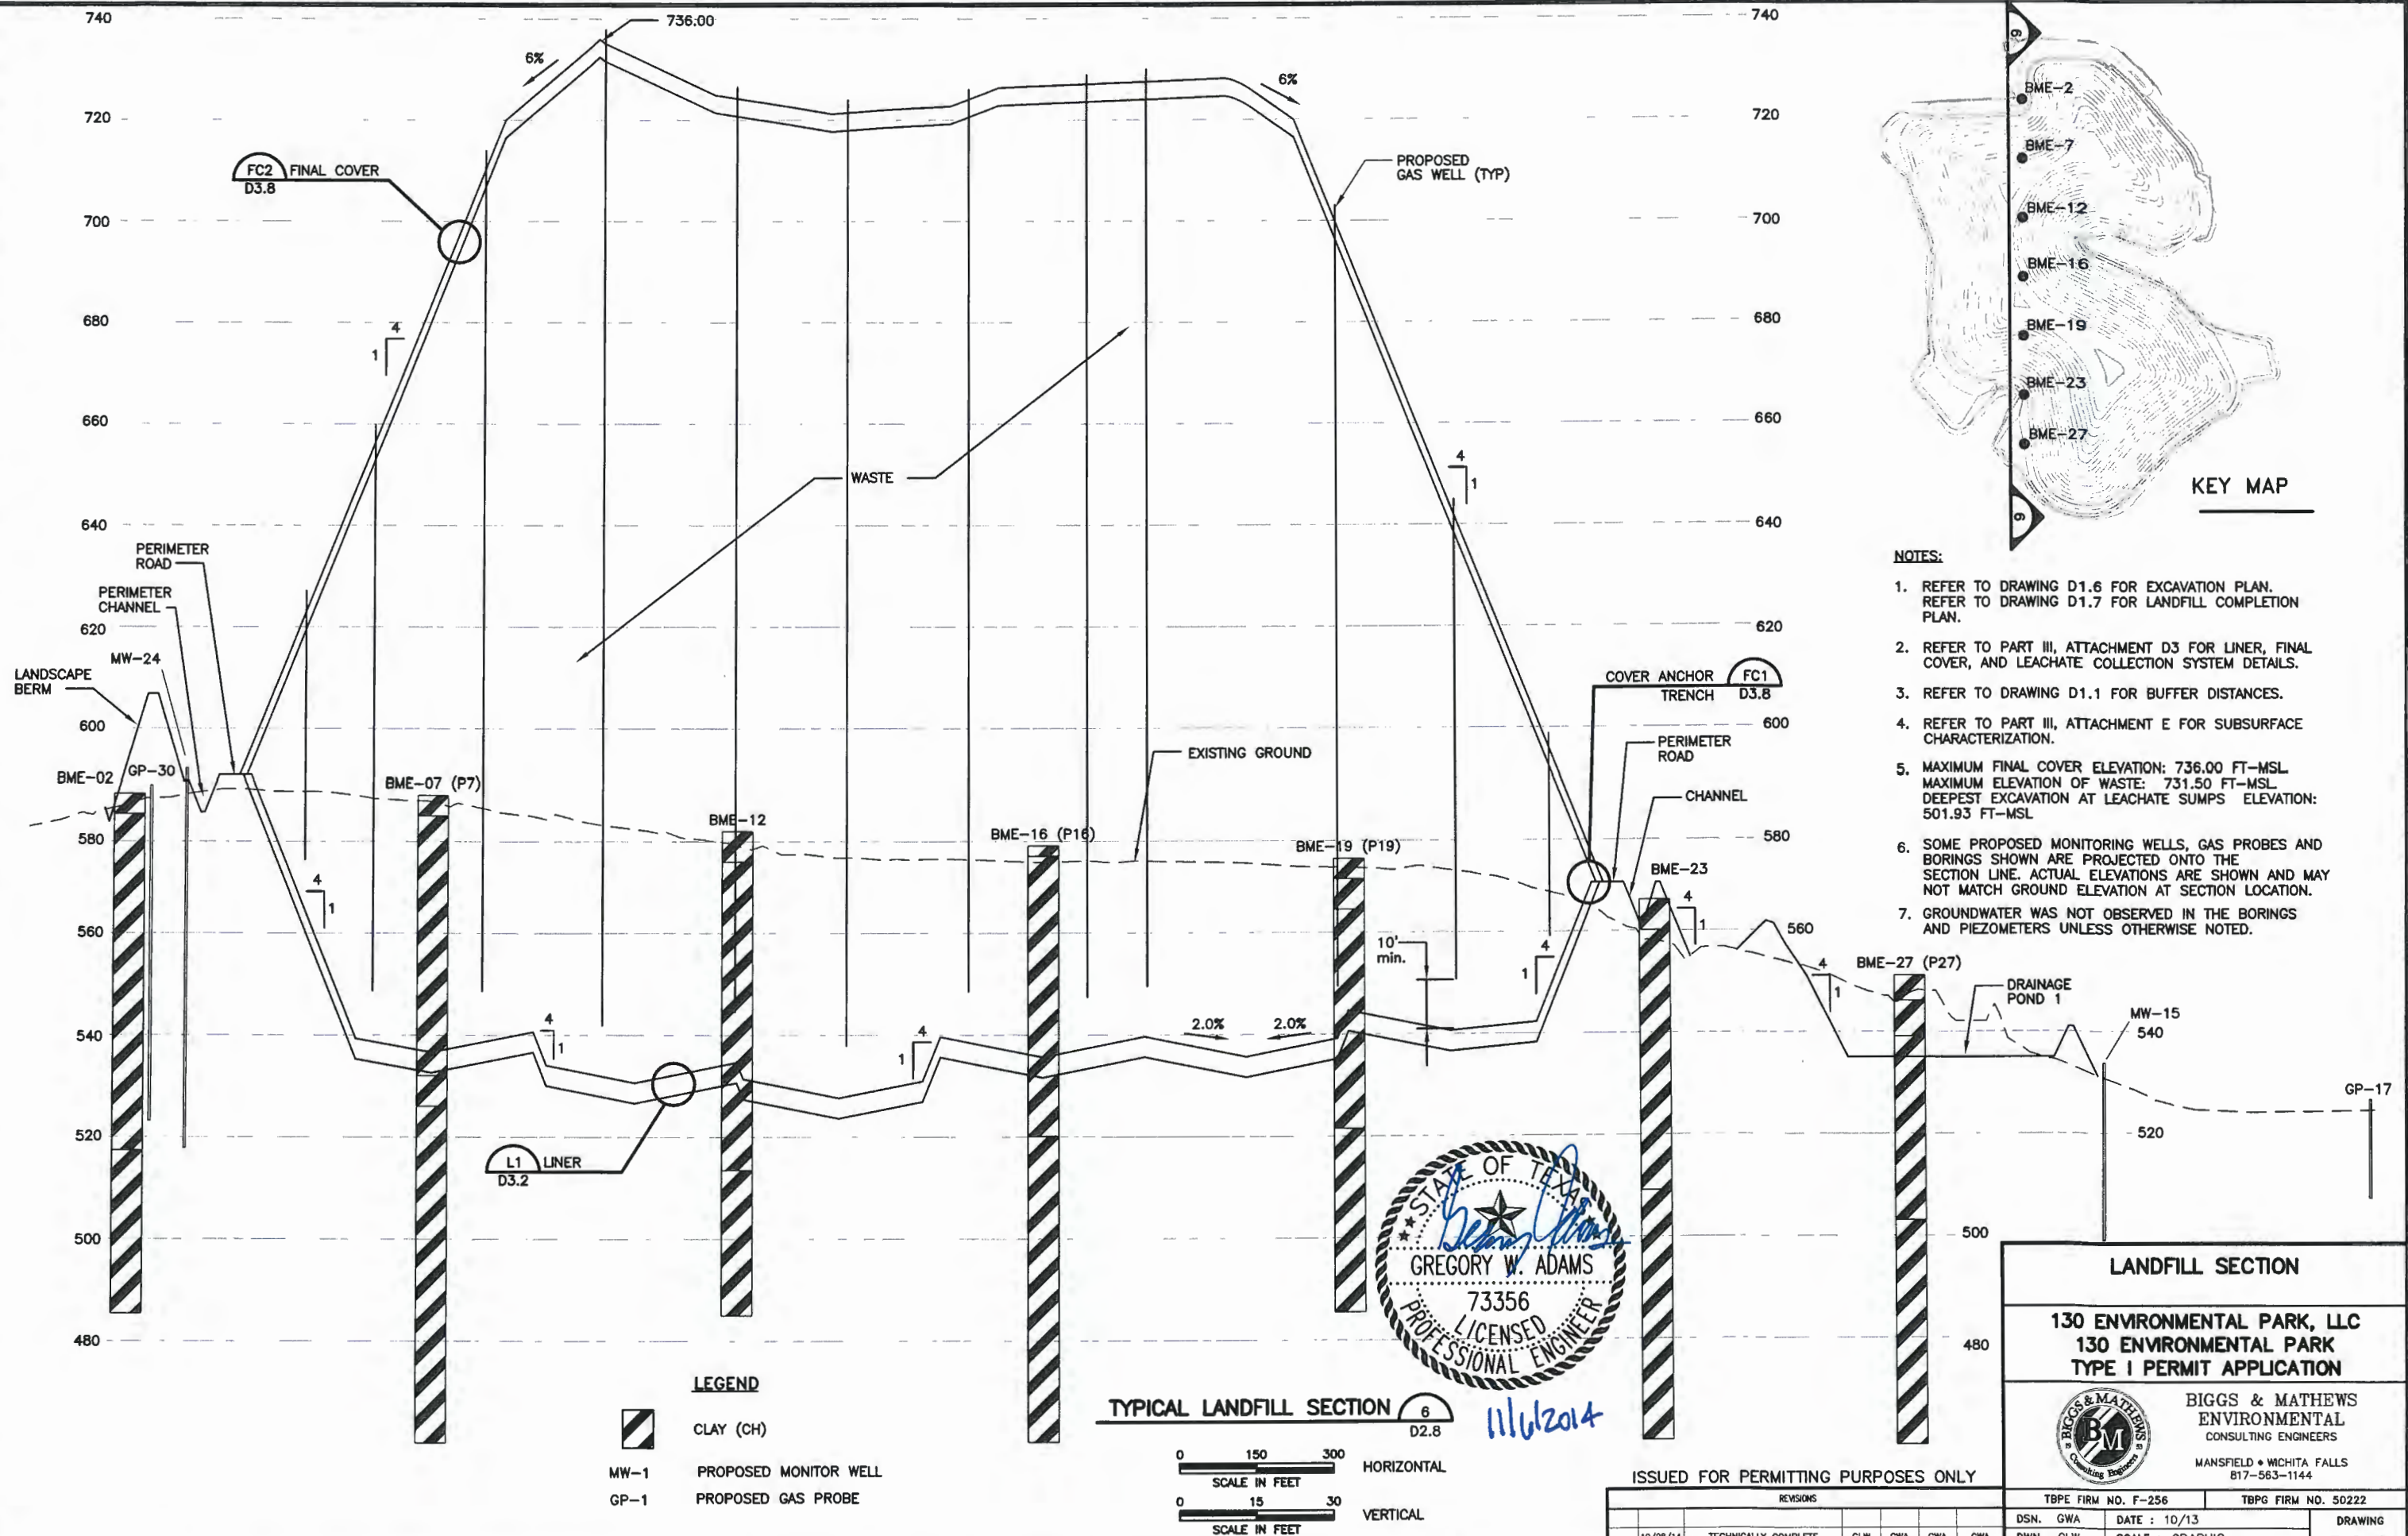 740
736.00
740
6%
6%
720
720
FC2 FINAL COVER
D3.8
PROPOSED
GAS WELL (TYP)
700
700
680
680
4
1
660
660
WASTE
4
1
640
640
PERIMETER
ROAD
PERIMETER
CHANNEL
620
620
MW-24
LANDSCAPE
BERM
COVER ANCHOR FC1
TRENCH D3.8
600
600
EXISTING GROUND
PERIMETER
ROAD
CHANNEL
BME-02
GP-30
BME-07 (P7)
BME-12
BME-16 (P16)
BME-19 (P19)
BME-23
580
580
4
1
4
1
560
560
10'
min.
4
1
4
1
BME-27 (P27)
DRAINAGE
POND 1
MW-15
540
540
4
1
4
1
2.0%
2.0%
GP-17
520
520
L1 LINER
D3.2
500
500
480
480
6
BME-2
BME-7
BME-12
BME-16
BME-19
BME-23
BME-27
6
KEY MAP
NOTES:
1. REFER TO DRAWING D1.6 FOR EXCAVATION PLAN.
REFER TO DRAWING D1.7 FOR LANDFILL COMPLETION
PLAN.
2. REFER TO PART III, ATTACHMENT D3 FOR LINER, FINAL
COVER, AND LEACHATE COLLECTION SYSTEM DETAILS.
3. REFER TO DRAWING D1.1 FOR BUFFER DISTANCES.
4. REFER TO PART III, ATTACHMENT E FOR SUBSURFACE
CHARACTERIZATION.
5. MAXIMUM FINAL COVER ELEVATION: 736.00 FT-MSL
MAXIMUM ELEVATION OF WASTE: 731.50 FT-MSL
DEEPEST EXCAVATION AT LEACHATE SUMPS ELEVATION:
501.93 FT-MSL
6. SOME PROPOSED MONITORING WELLS, GAS PROBES AND
BORINGS SHOWN ARE PROJECTED ONTO THE
SECTION LINE. ACTUAL ELEVATIONS ARE SHOWN AND MAY
NOT MATCH GROUND ELEVATION AT SECTION LOCATION.
7. GROUNDWATER WAS NOT OBSERVED IN THE BORINGS
AND PIEZOMETERS UNLESS OTHERWISE NOTED.
STATE OF TEXAS
GREGORY W. ADAMS
73356
LICENSED
PROFESSIONAL ENGINEER
11/6/2014
LEGEND
CLAY (CH)
MW-1 PROPOSED MONITOR WELL
GP-1 PROPOSED GAS PROBE
TYPICAL LANDFILL SECTION 6
D2.8
0 150 300
HORIZONTAL
SCALE IN FEET
0 15 30
VERTICAL
SCALE IN FEET
ISSUED FOR PERMITTING PURPOSES ONLY
REVISIONS
TECHNICALLY COMPLETE
LANDFILL SECTION
130 ENVIRONMENTAL PARK, LLC
130 ENVIRONMENTAL PARK
TYPE I PERMIT APPLICATION
BIGGS & MATHEWS
BM
Consulting Engineers
BIGGS & MATHEWS
ENVIRONMENTAL
CONSULTING ENGINEERS
MANSFIELD ♦ WICHITA FALLS
817-563-1144
TBPE FIRM NO. F-256
TBPG FIRM NO. 50222
DSN. GWA
DATE : 10/13
DRAWING